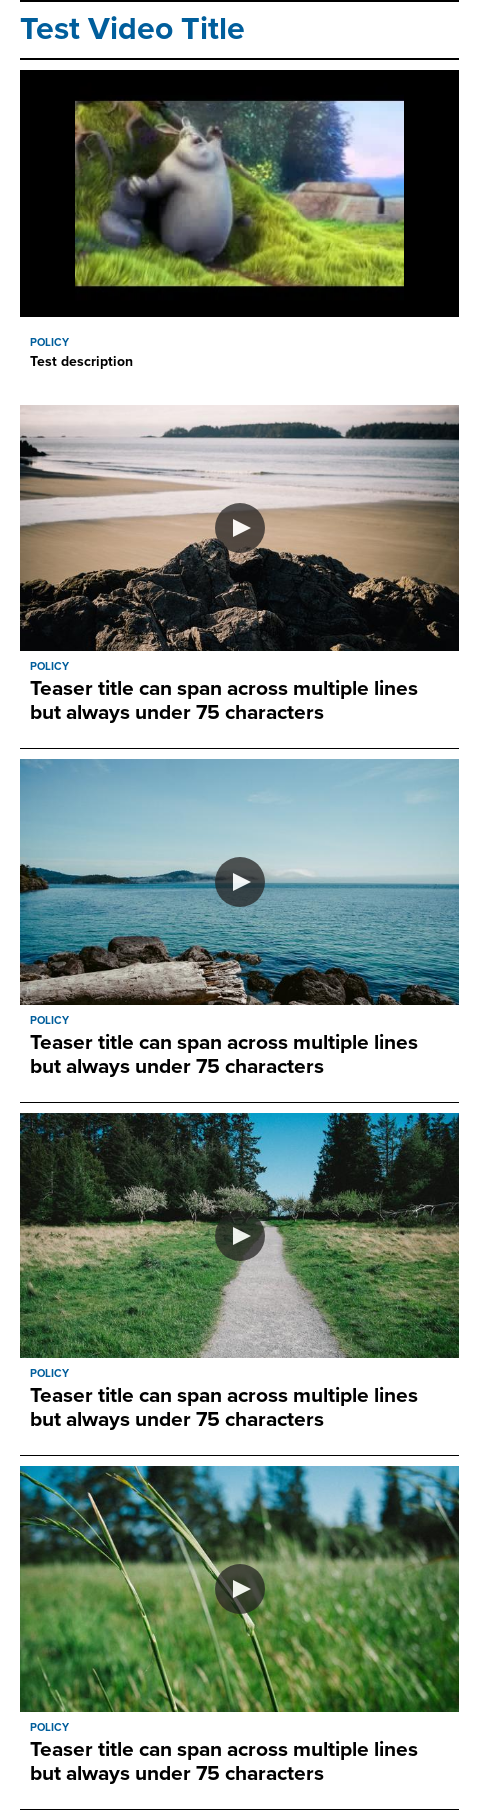 Test Video Title
POLICY
Test description
POLICY
Teaser title can span across multiple lines
but always under 75 characters
POLICY
Teaser title can span across multiple lines
but always under 75 characters
POLICY
Teaser title can span across multiple lines
but always under 75 characters
POLICY
Teaser title can span across multiple lines
but always under 75 characters